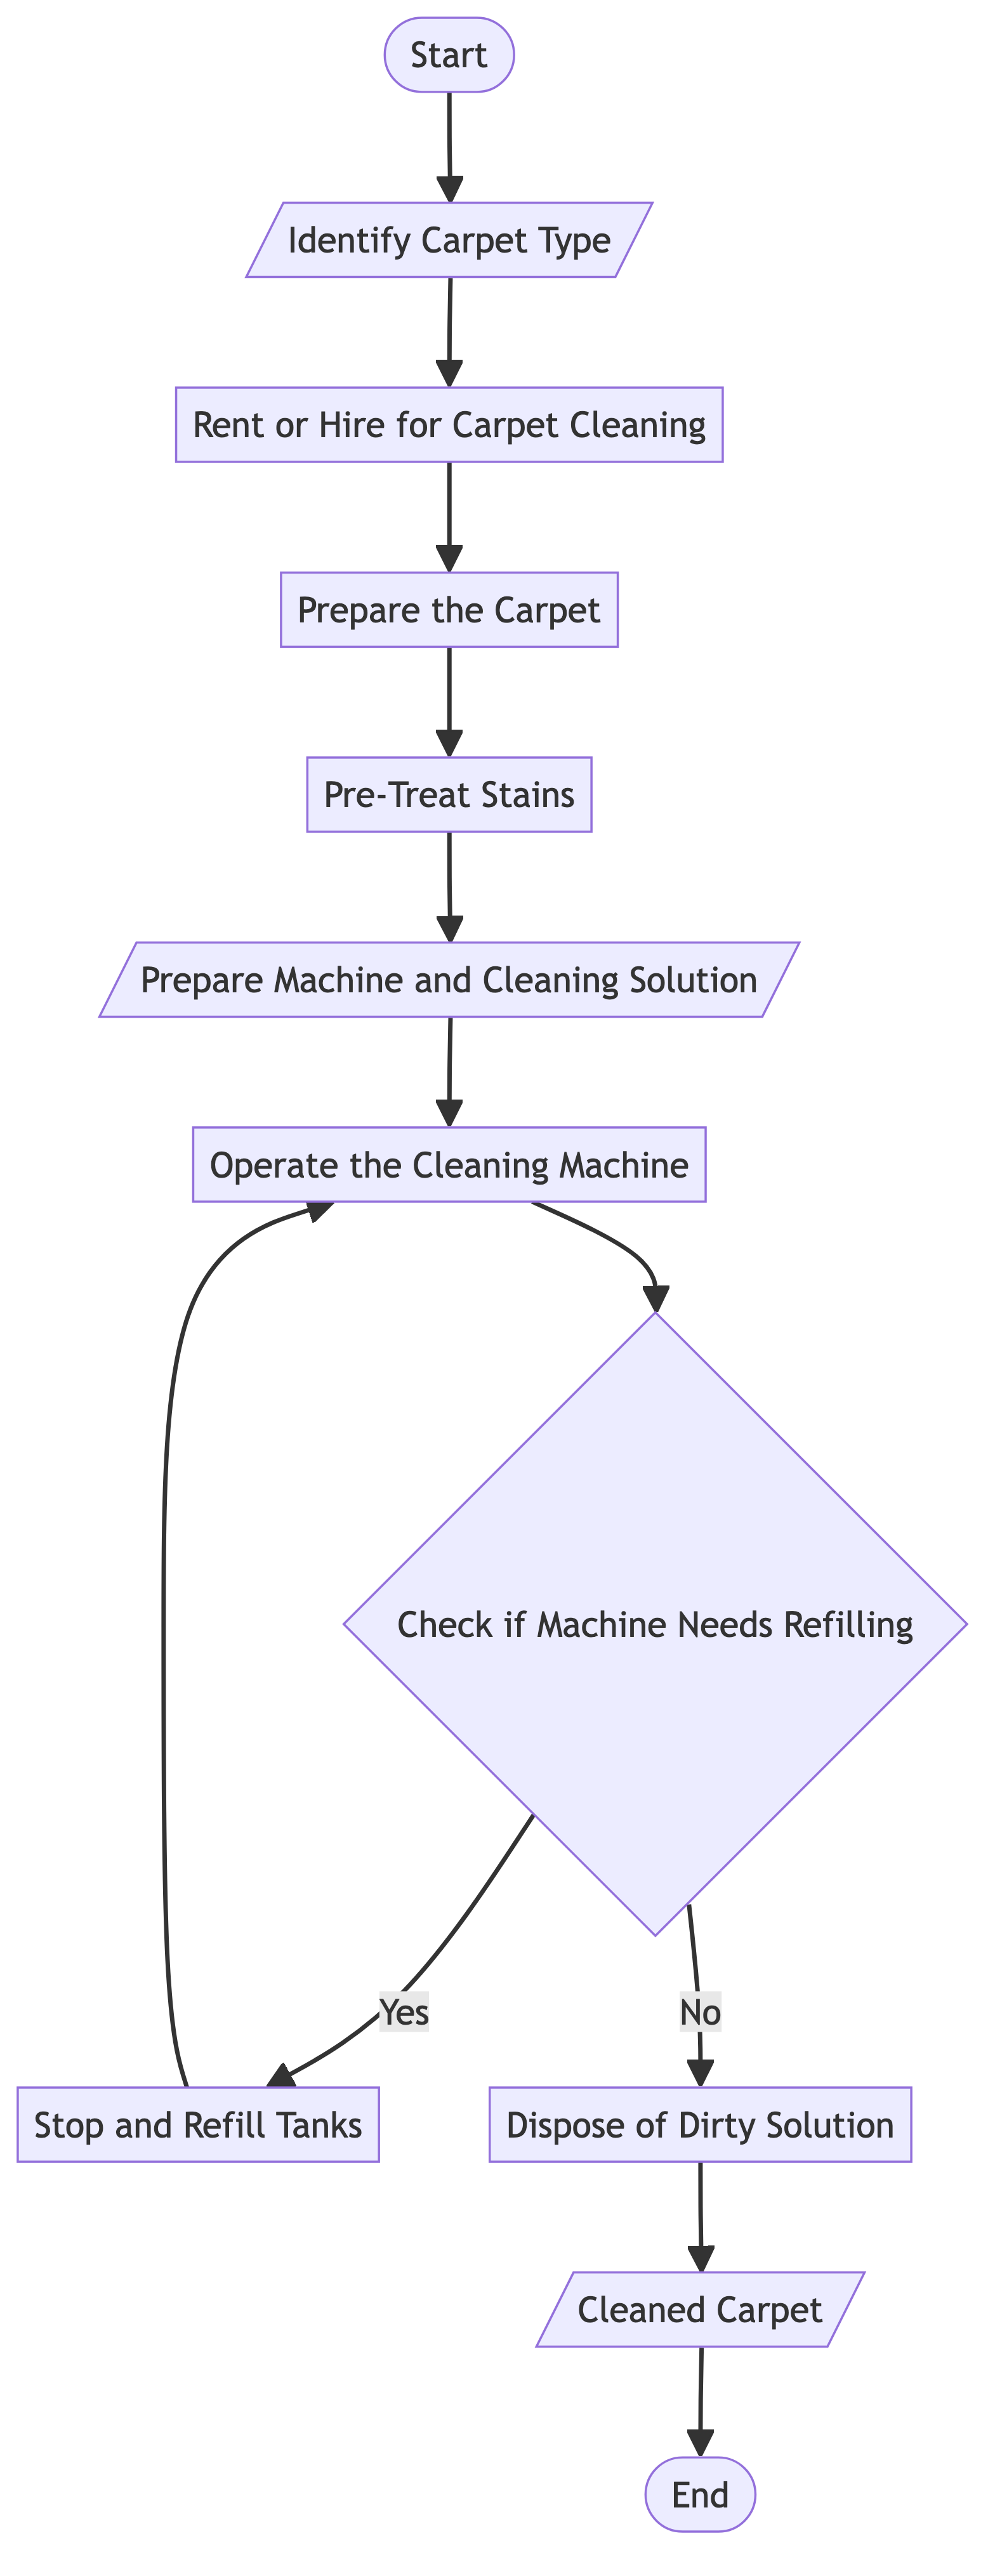 Start
Identify Carpet Type
Rent or Hire for Carpet Cleaning
Prepare the Carpet
Pre-Treat Stains
Prepare Machine and Cleaning Solution
Operate the Cleaning Machine
Check if Machine Needs Refilling
Yes
No
Stop and Refill Tanks
Dispose of Dirty Solution
Cleaned Carpet
End